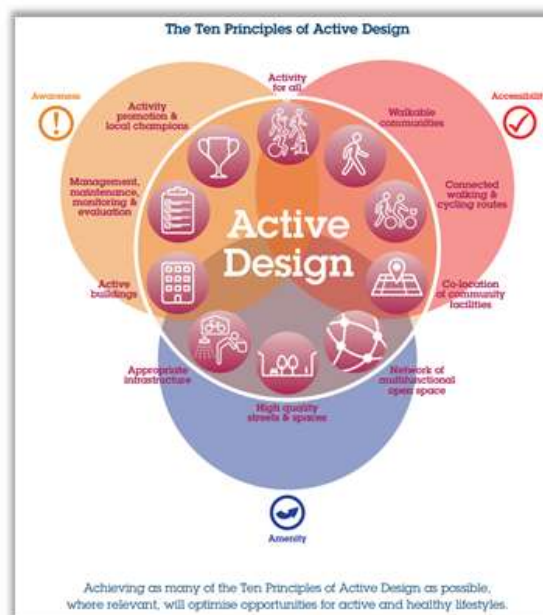 The Ten Principles of Active Design
Activity
for all
Awareness
Accessibility
Activity
promotion &
local champions
Walkable
communities
Management,
maintenance,
monitoring &
evaluation
Connected
walking &
cycling routes
Active
Design
Active
buildings
Co-location
of community
facilities
Appropriate
infrastructure
Network of
multifunctional
open space
High quality
streets & spaces
Amenity
Achieving as many of the Ten Principles of Active Design as possible,
where relevant, will optimise opportunities for active and healthy lifestyles.